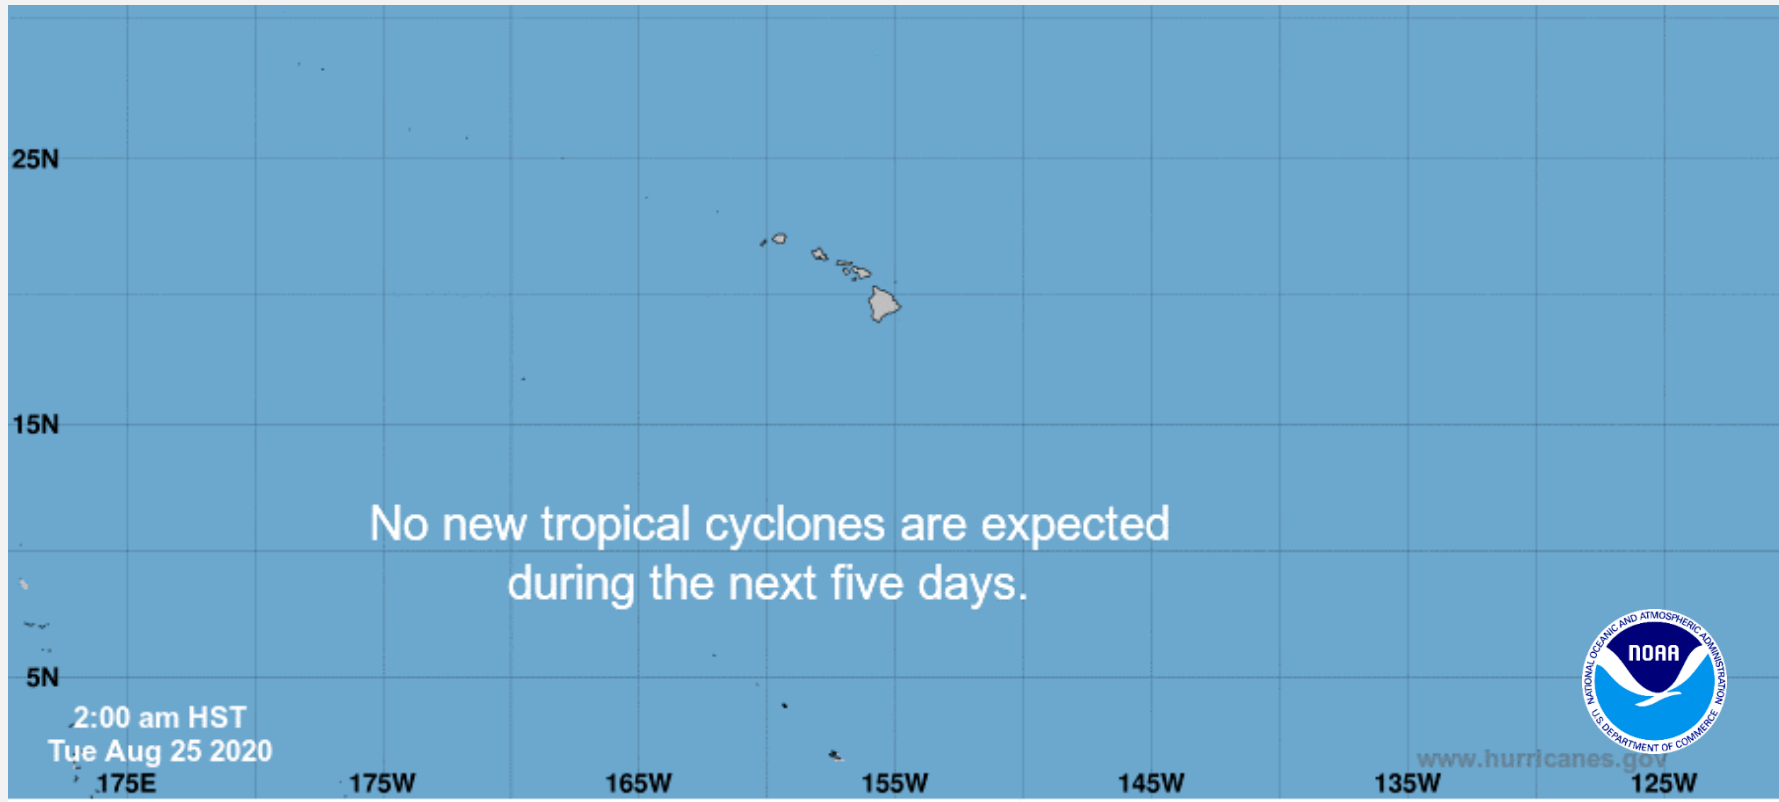 25N
15N
No new tropical cyclones are expected
during the next five days.
5N
2:00 am HST
Tue Aug 25 2020
NATIONAL OCEANIC AND ATMOSPHERIC ADMINISTRATION
NOAA
U.S. DEPARTMENT OF COMMERCE
www.hurricanes.gov
175E
175W
165W
155W
145W
135W
125W